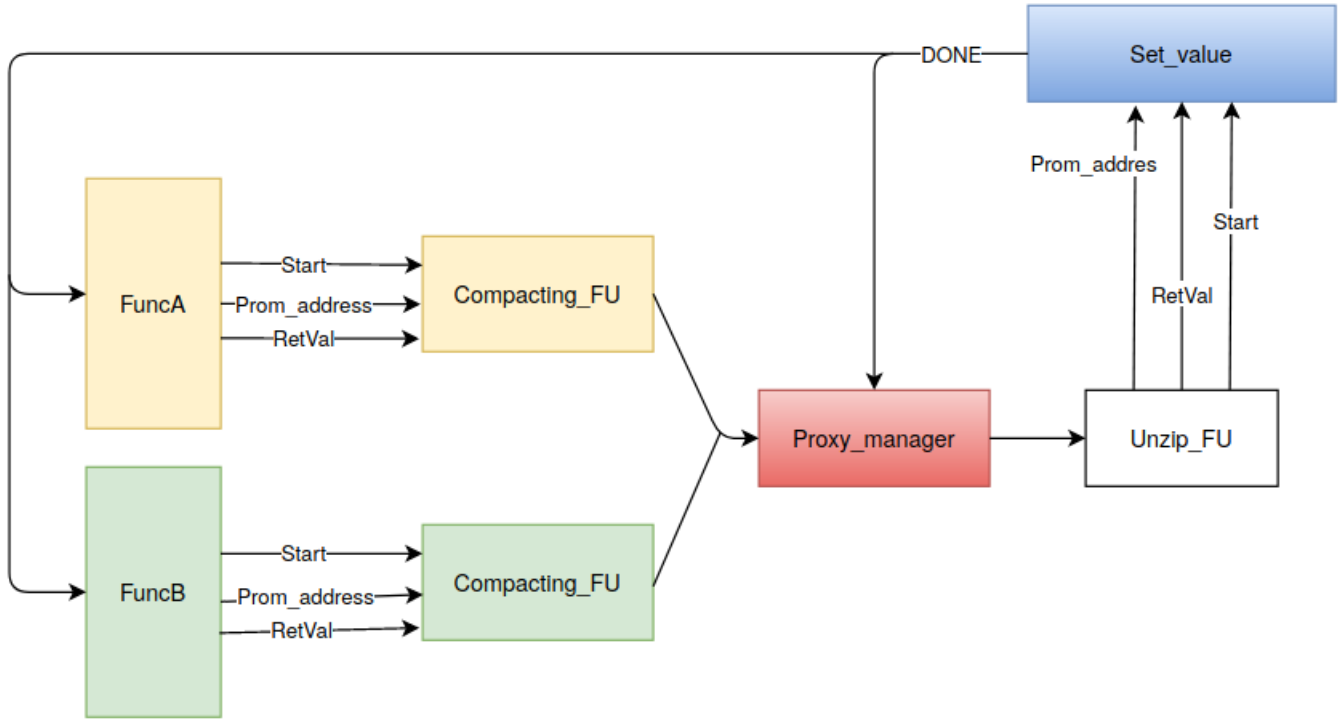 DONE
Set_value
Prom_addres
Start
RetVal
FuncA
Start
Prom_address
RetVal
Compacting_FU
Proxy_manager
Unzip_FU
FuncB
Start
Prom_address
RetVal
Compacting_FU